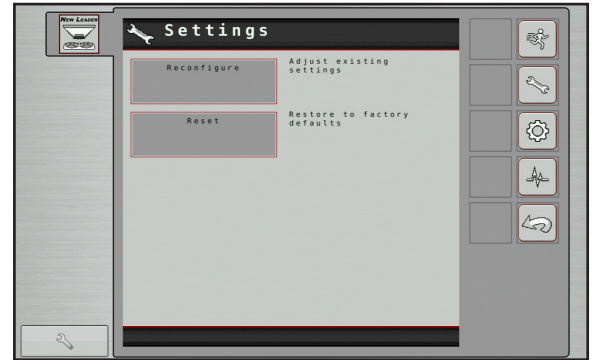 New Leader
Settings
Reconfigure
Adjust existing
settings
Reset
Restore to factory
defaults